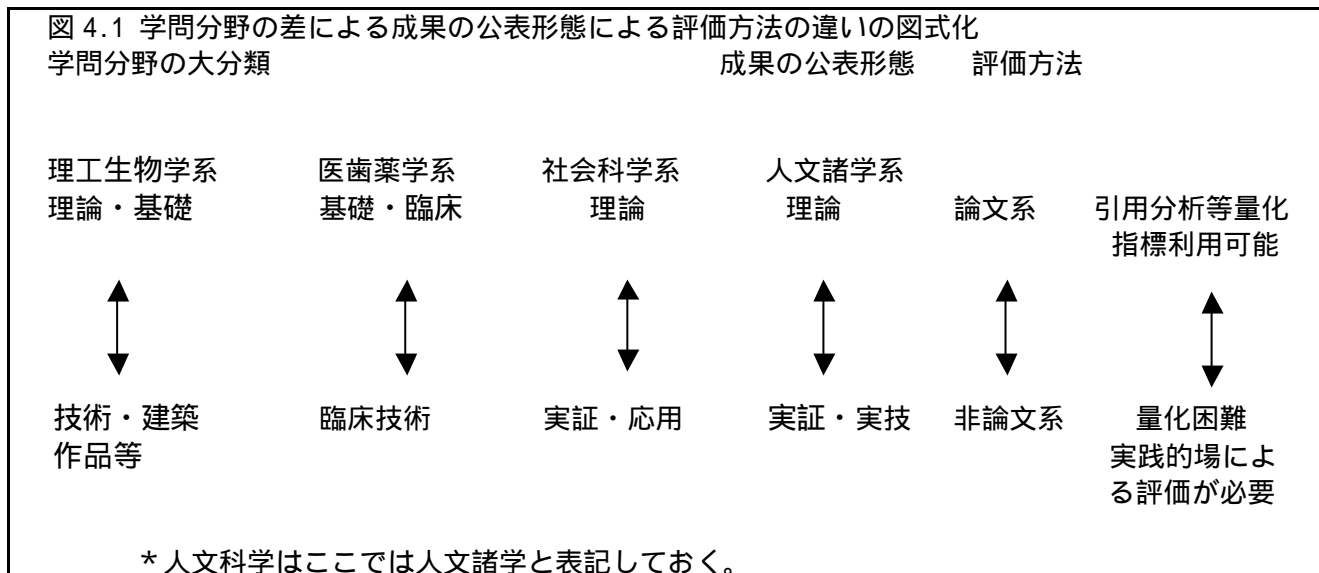 図 4.1 学問分野の差による成果の公表形態による評価方法の違いの図式化
学問分野の大分類 成果の公表形態 評価方法
理工生物学系 医歯薬学系 社会科学系 人文諸学系
理論・基礎 基礎・臨床 理論 理論 論文系 引用分析等量化
指標利用可能
技術・建築 臨床技術 実証・応用 実証・実技 非論文系 量化困難
作品等 実践的場によ
る評価が必要
*人文科学はここでは人文諸学と表記しておく。